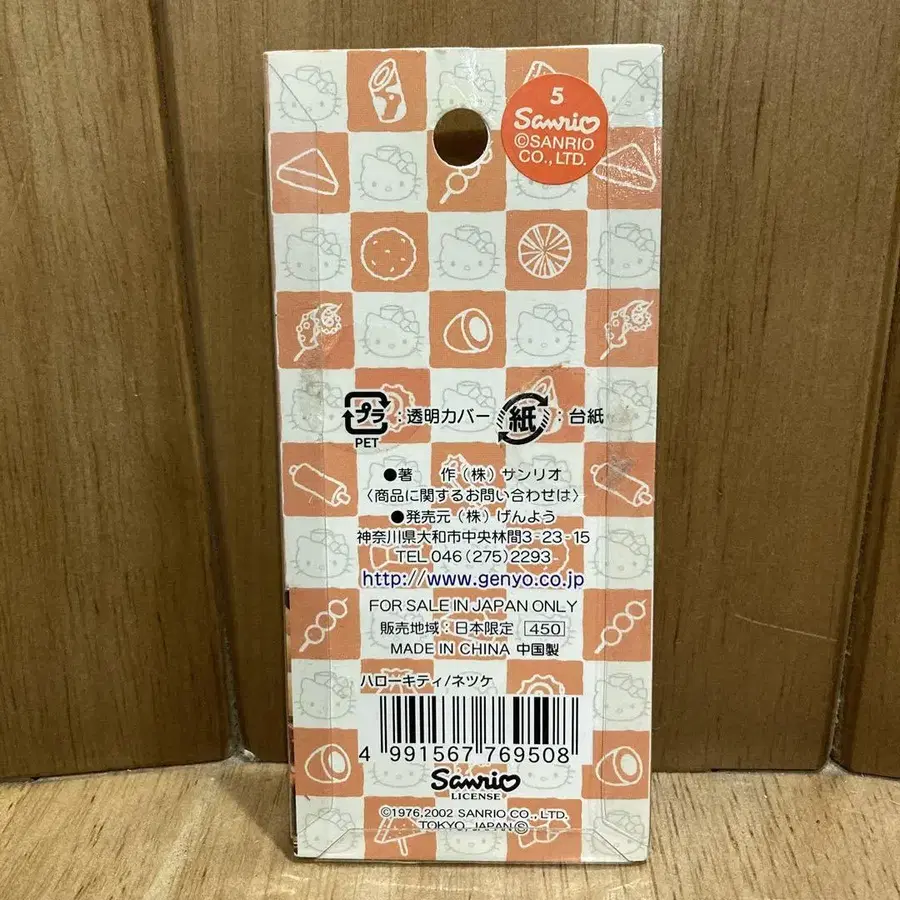 5
Sanrio
©SANRIO
CO., LTD.
プラ
PET
:透明カバー
紙
:台紙
●著 作(株)サンリオ
〈商品に関するお問い合わせは〉
●発売元(株)げんよう
神奈川県大和市中央林間3-23-15
TEL 046(275)2293
http://www.genyo.co.jp
FOR SALE IN JAPAN ONLY
販売地域:日本限定 450
MADE IN CHINA 中国製
ハローキティ/ネツケ
4 991567 769508
Sanrio
LICENSE
©1976,2002 SANRIO CO., LTD.
TOKYO, JAPAN Ⓢ